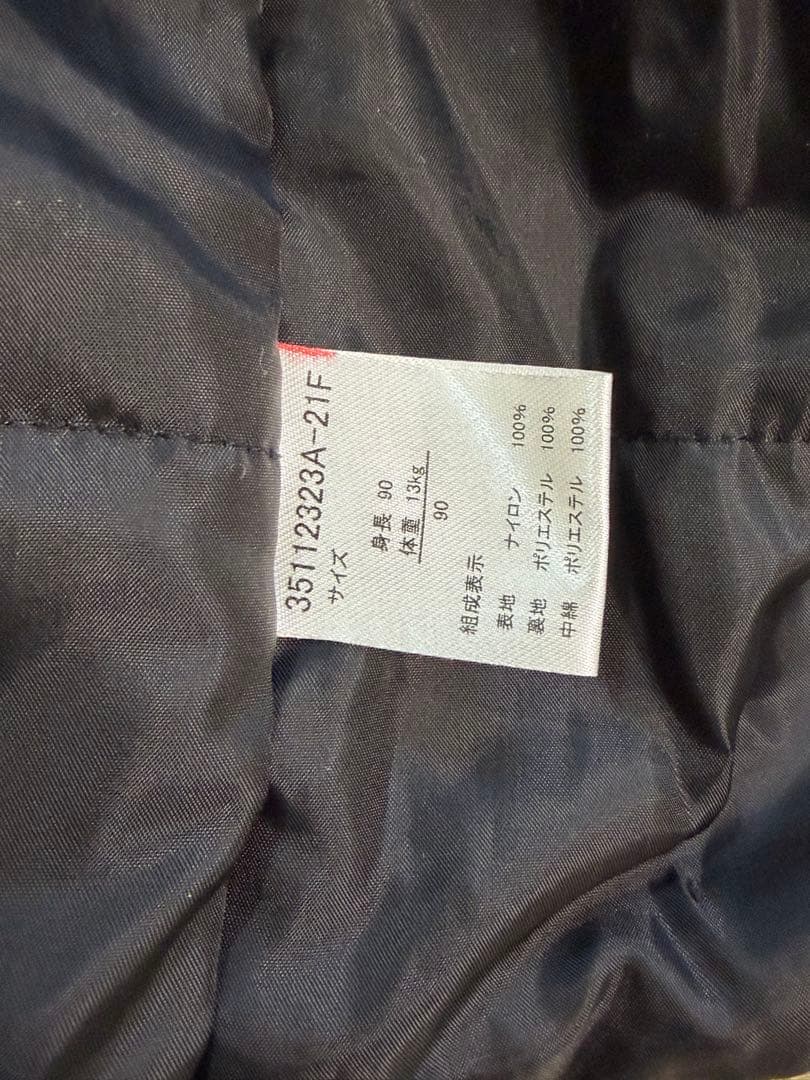 35112323A-21F
サイズ
身長 90
体重 13kg
90
組成表示
表地 ナイロン 100%
裏地 ポリエステル 100%
中綿 ポリエステル 100%